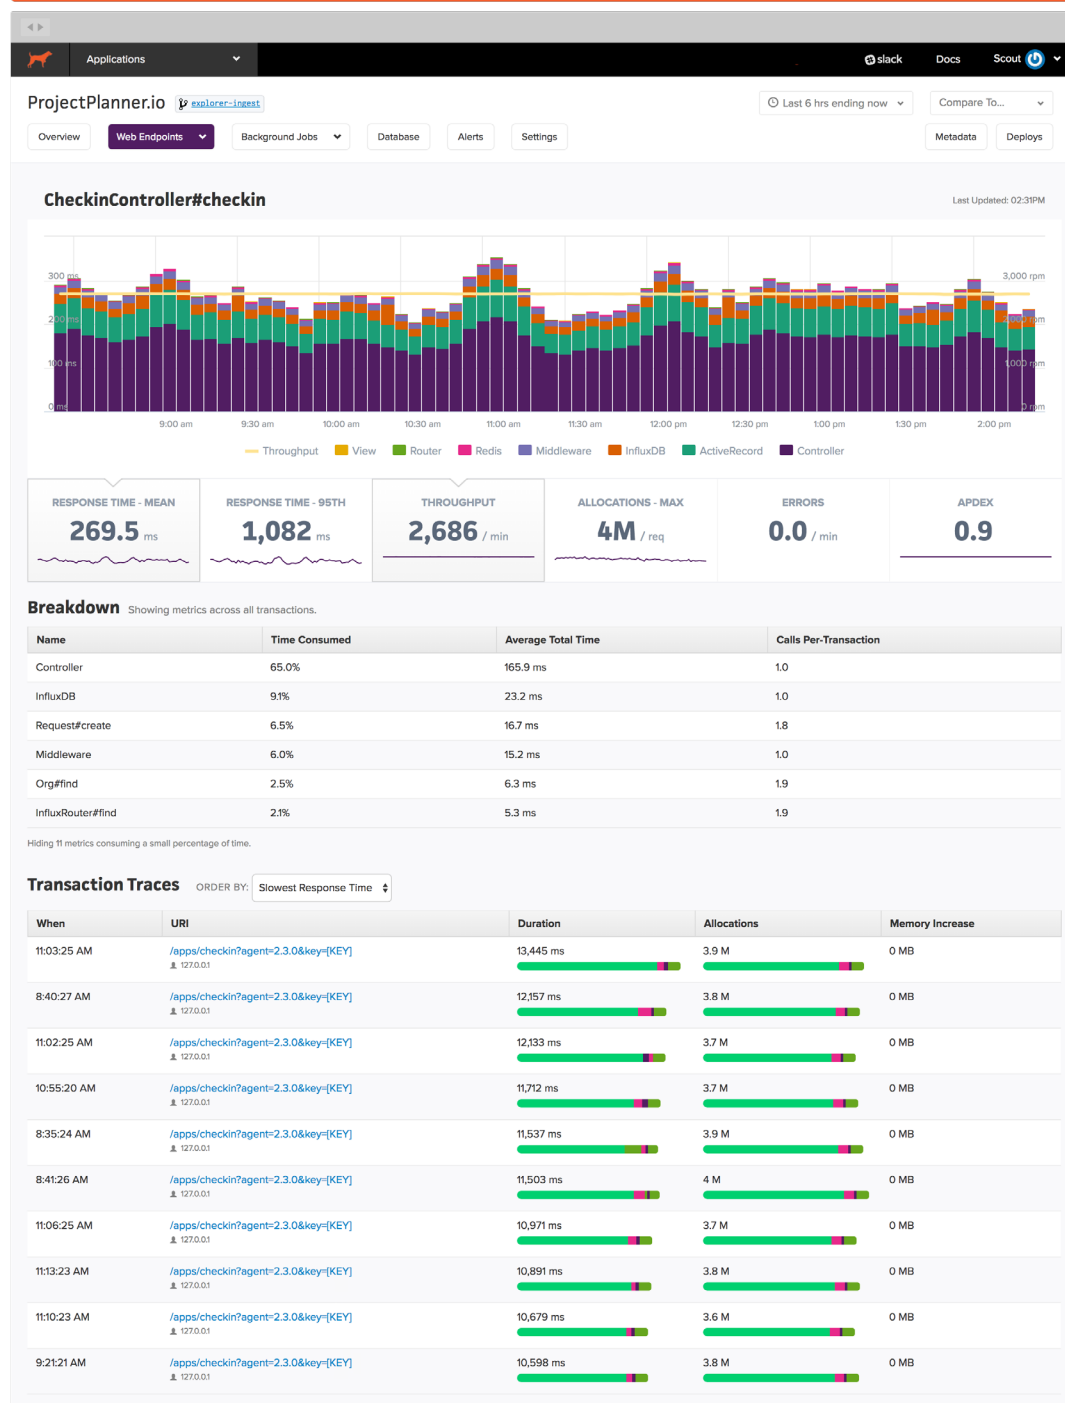 Applications
slack Docs Scout
ProjectPlanner.io explorer-ingest Last 6 hrs ending now Compare To...
Overview Web Endpoints Background Jobs Database Alerts Settings Metadata Deploys
CheckinController#checkin Last Updated: 02:31PM
300 ms 3,000 rpm
200 ms 2,000 rpm
100 ms 1,000 rpm
0 ms 0 rpm
9:00 am 9:30 am 10:00 am 10:30 am 11:00 am 11:30 am 12:00 pm 12:30 pm 1:00 pm 1:30 pm 2:00 pm
Throughput View Router Redis Middleware InfluxDB ActiveRecord Controller
RESPONSE TIME - MEAN RESPONSE TIME - 95TH THROUGHPUT ALLOCATIONS - MAX ERRORS APDEX
269.5 ms 1,082 ms 2,686 / min 4M / req 0.0 / min 0.9
Breakdown Showing metrics across all transactions.
Name Time Consumed Average Total Time Calls Per-Transaction
Controller 65.0% 165.9 ms 1.0
InfluxDB 9.1% 23.2 ms 1.0
Request#create 6.5% 16.7 ms 1.8
Middleware 6.0% 15.2 ms 1.0
Org#find 2.5% 6.3 ms 1.9
InfluxRouter#find 2.1% 5.3 ms 1.9
Hiding 11 metrics consuming a small percentage of time.
Transaction Traces ORDER BY: Slowest Response Time
When URI Duration Allocations Memory Increase
11:03:25 AM /apps/checkin?agent=2.3.0&key=[KEY] 13,445 ms 3.9 M 0 MB
127.0.0.1
8:40:27 AM /apps/checkin?agent=2.3.0&key=[KEY] 12,157 ms 3.8 M 0 MB
127.0.0.1
11:02:25 AM /apps/checkin?agent=2.3.0&key=[KEY] 12,133 ms 3.7 M 0 MB
127.0.0.1
10:55:20 AM /apps/checkin?agent=2.3.0&key=[KEY] 11,712 ms 3.7 M 0 MB
127.0.0.1
8:35:24 AM /apps/checkin?agent=2.3.0&key=[KEY] 11,537 ms 3.9 M 0 MB
127.0.0.1
8:41:26 AM /apps/checkin?agent=2.3.0&key=[KEY] 11,503 ms 4 M 0 MB
127.0.0.1
11:06:25 AM /apps/checkin?agent=2.3.0&key=[KEY] 10,971 ms 3.7 M 0 MB
127.0.0.1
11:13:23 AM /apps/checkin?agent=2.3.0&key=[KEY] 10,891 ms 3.8 M 0 MB
127.0.0.1
11:10:23 AM /apps/checkin?agent=2.3.0&key=[KEY] 10,679 ms 3.6 M 0 MB
127.0.0.1
9:21:21 AM /apps/checkin?agent=2.3.0&key=[KEY] 10,598 ms 3.8 M 0 MB
127.0.0.1